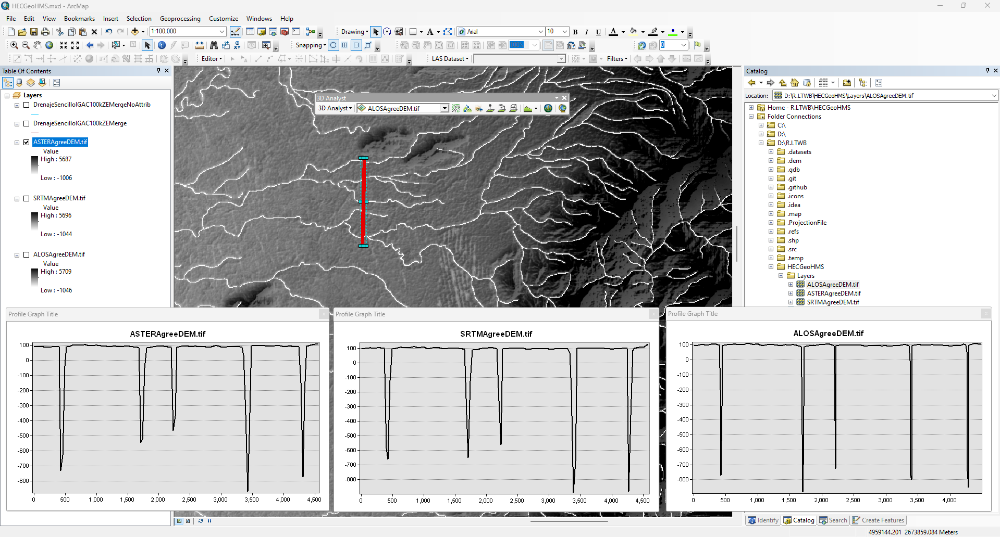 HECGeoHMS.mxd - ArcMap
File Edit View Bookmarks Insert Selection Geoprocessing Customize Windows Help
1:100,000
Drawing
Arial
10
B I U
Snapping
100%
0
Editor
LAS Dataset
Filters
Table Of Contents
Layers
DrenajeSencilloIGAC100kZEMergeNoAttrib
DrenajeSencilloIGAC100kZEMerge
ASTERAgreeDEM.tif
Value
High : 5687
Low : -1006
SRTMAgreeDEM.tif
Value
High : 5696
Low : -1044
ALOSAgreeDEM.tif
Value
High : 5709
Low : -1046
3D Analyst
3D Analyst
ALOSAgreeDEM.tif
Catalog
Location: D:\R.LTWB\HECGeoHMS\Layers\ALOSAgreeDEM.tif
Home - R.LTWB\HECGeoHMS
Folder Connections
C:\
D:\
D:\R.LTWB
.datasets
.dem
.gdb
.git
.github
.icons
.idea
.map
.ProjectionFile
.refs
.shp
.src
.temp
HECGeoHMS
Layers
ALOSAgreeDEM.tif
ASTERAgreeDEM.tif
SRTMAgreeDEM.tif
Profile Graph Title
ASTERAgreeDEM.tif
100
0
-100
-200
-300
-400
-500
-600
-700
-800
0 500 1,000 1,500 2,000 2,500 3,000 3,500 4,000 4,500
Profile Graph Title
SRTMAgreeDEM.tif
100
0
-100
-200
-300
-400
-500
-600
-700
-800
0 500 1,000 1,500 2,000 2,500 3,000 3,500 4,000 4,500
Profile Graph Title
ALOSAgreeDEM.tif
100
0
-100
-200
-300
-400
-500
-600
-700
-800
0 500 1,000 1,500 2,000 2,500 3,000 3,500 4,000
Identify Catalog Search Create Features
4959144.201 2673859.084 Meters